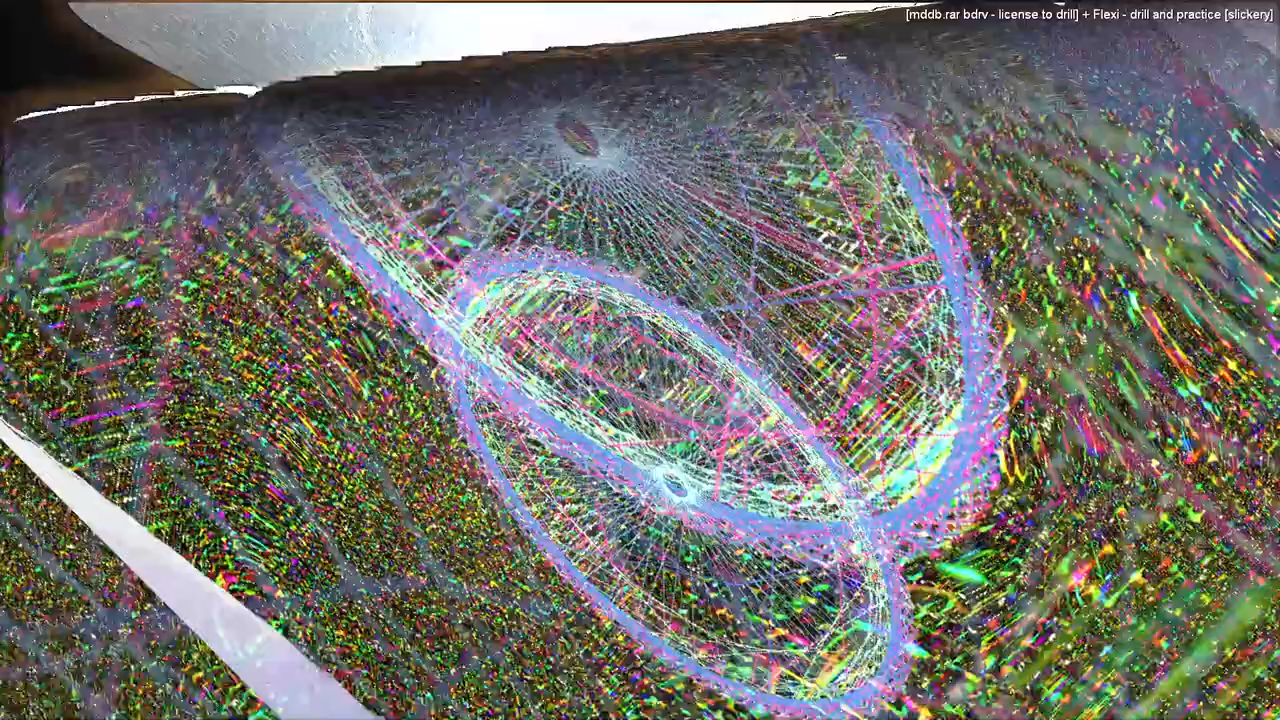 [mddb.rar bdrv - license to drill] + Flexi - drill and practice [slickery]